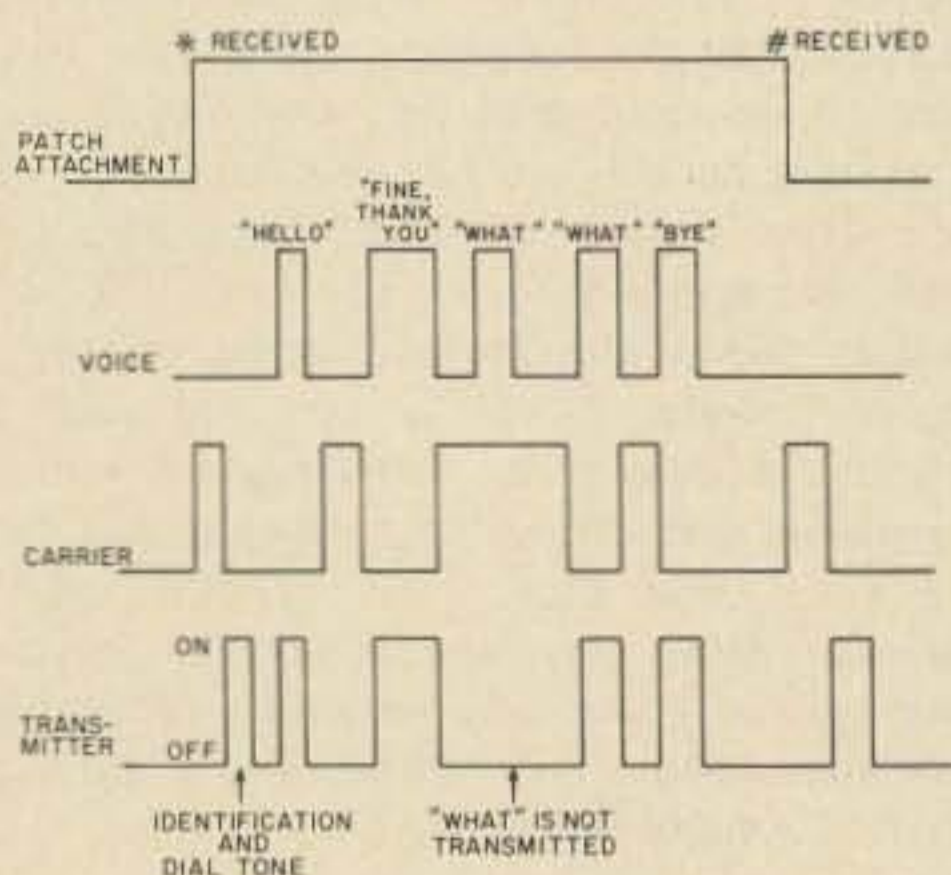 * RECEIVED
# RECEIVED
PATCH
ATTACHMENT
"HELLO"
"FINE,
THANK
YOU"
"WHAT"
"WHAT"
"BYE"
VOICE
CARRIER
ON
TRANS-
MITTER
OFF
IDENTIFICATION
AND
DIAL TONE
"WHAT" IS NOT
TRANSMITTED